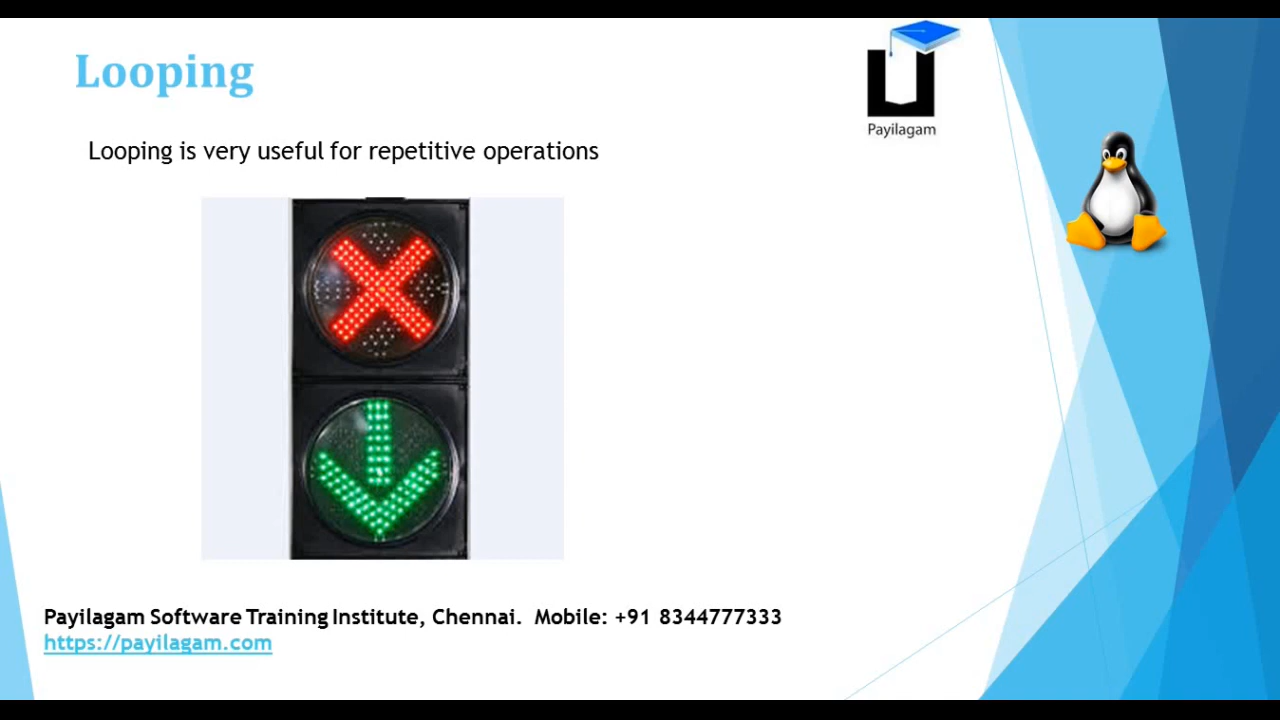 Looping
Payilagam
Looping is very useful for repetitive operations
Payilagam Software Training Institute, Chennai. Mobile: +91 8344777333
https://payilagam.com